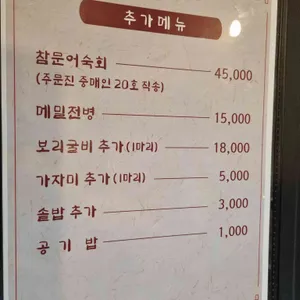 추가메뉴
참문어숙회 45,000
(주문진 중매인 20호 직송)
메밀전병 15,000
보리굴비 추가 (1마리) 18,000
가자미 추가 (1마리) 5,000
솥밥 추가 3,000
공기밥 1,000